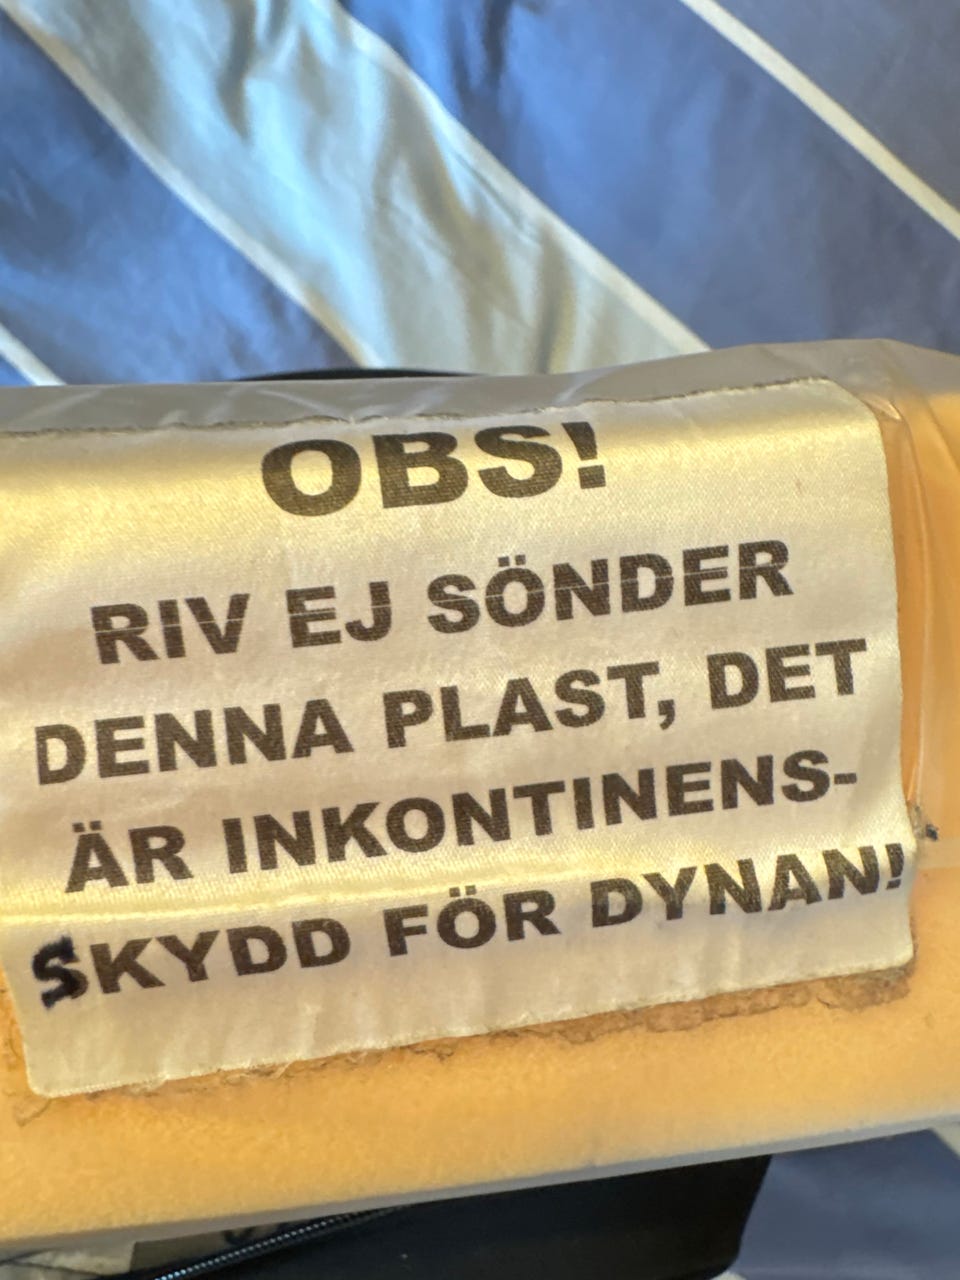 OBS!
RIV EJ SÖNDER
DENNA PLAST, DET
ÄR INKONTINENS-
SKYDD FÖR DYNAN!